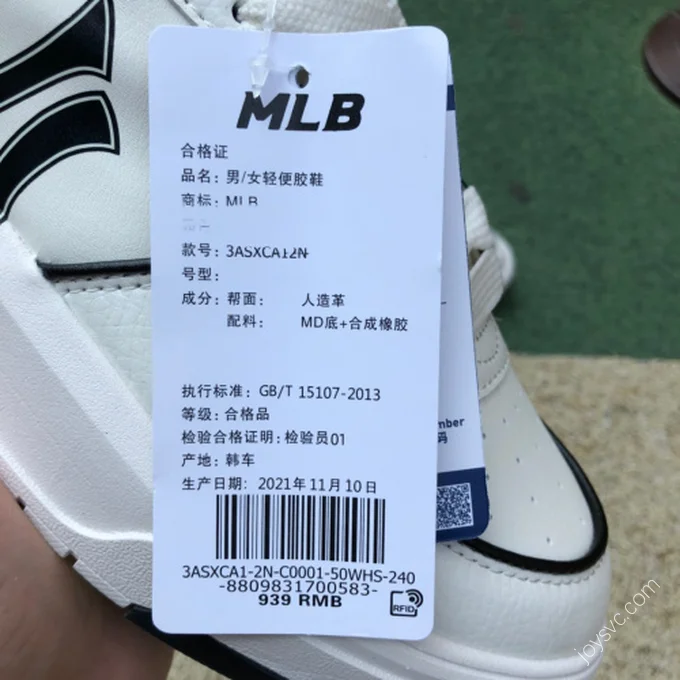 MLB
合格证
品名：男/女轻便胶鞋
商标：MLB
款号：3ASXCA12N
号型：
成分：帮面： 人造革
配料： MD底+合成橡胶
执行标准：GB/T 15107-2013
等级：合格品
检验合格证明：检验员01
产地：韩车
生产日期：2021年11月10日
3ASXCA1-2N-C0001-50WHS-240
-8809831700583-
939 RMB
RFID
mber
码
joysvc.com